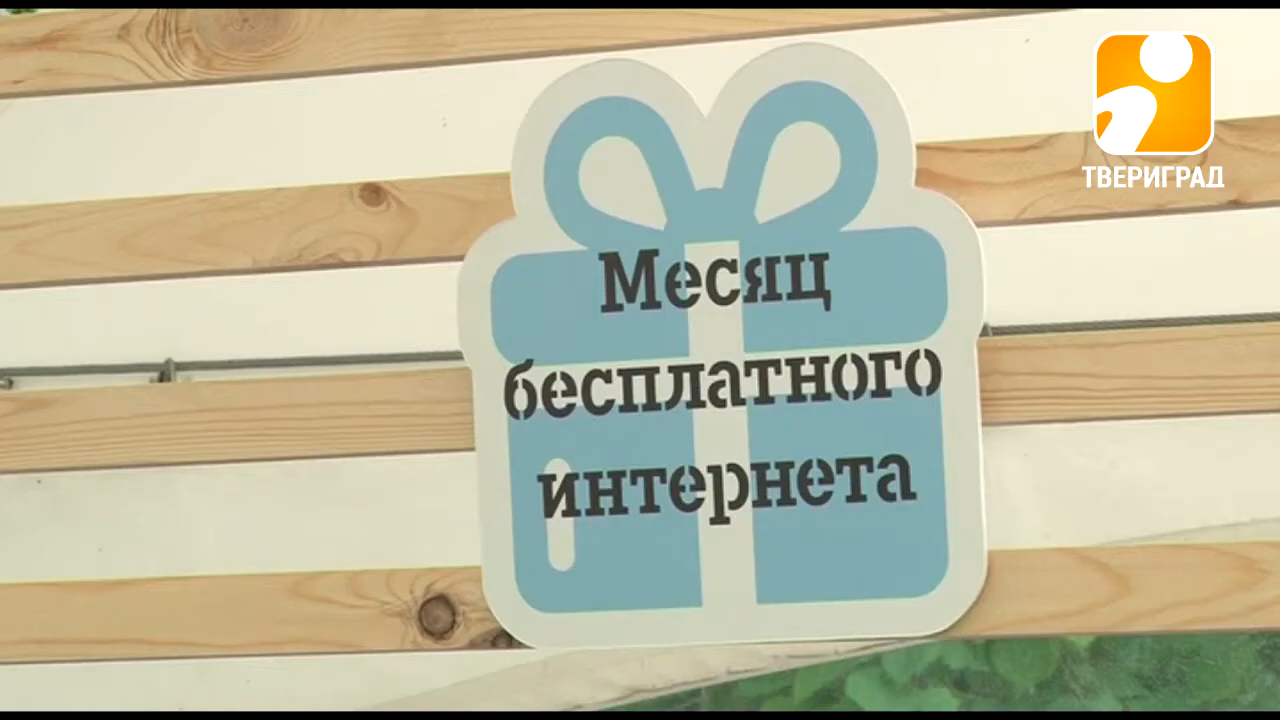 ТВЕРИГРАД
Месяц
бесплатного
интернета